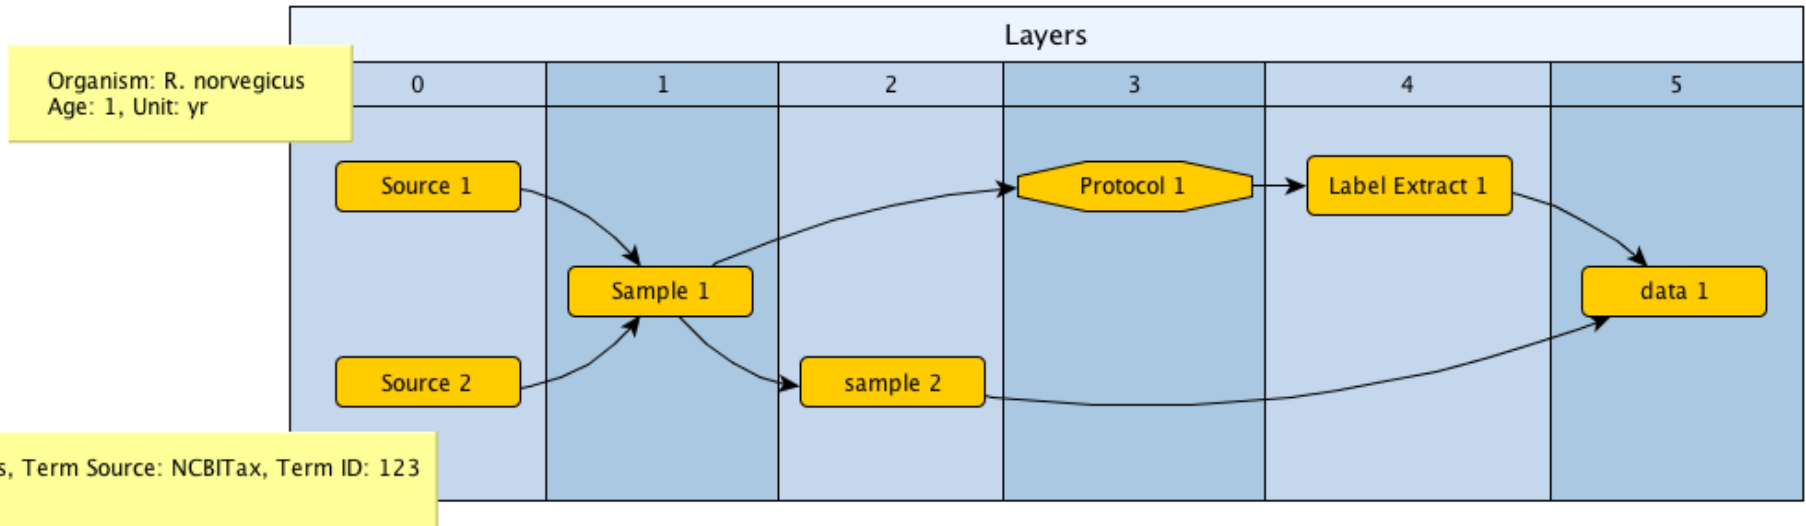 Layers
Organism: R. norvegicus
Age: 1, Unit: yr
0 1 2 3 4 5
Source 1
Protocol 1
Label Extract 1
Sample 1
data 1
Source 2
sample 2
s, Term Source: NCBITax, Term ID: 123